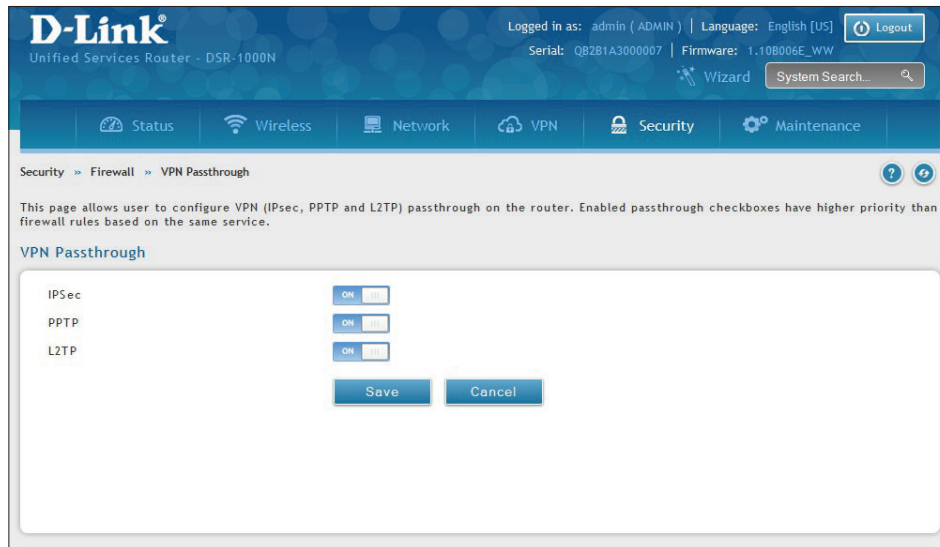 D-Link
Unified Services Router - DSR-1000N
Logged in as: admin ( ADMIN ) | Language: English [US]
Logout
Serial: QB2B1A3000007 | Firmware: 1.10B006E_WW
Wizard
System Search...
Status
Wireless
Network
VPN
Security
Maintenance
Security » Firewall » VPN Passthrough
This page allows user to configure VPN (IPsec, PPTP and L2TP) passthrough on the router. Enabled passthrough checkboxes have higher priority than
firewall rules based on the same service.
VPN Passthrough
IPSec ON
PPTP ON
L2TP ON
Save
Cancel